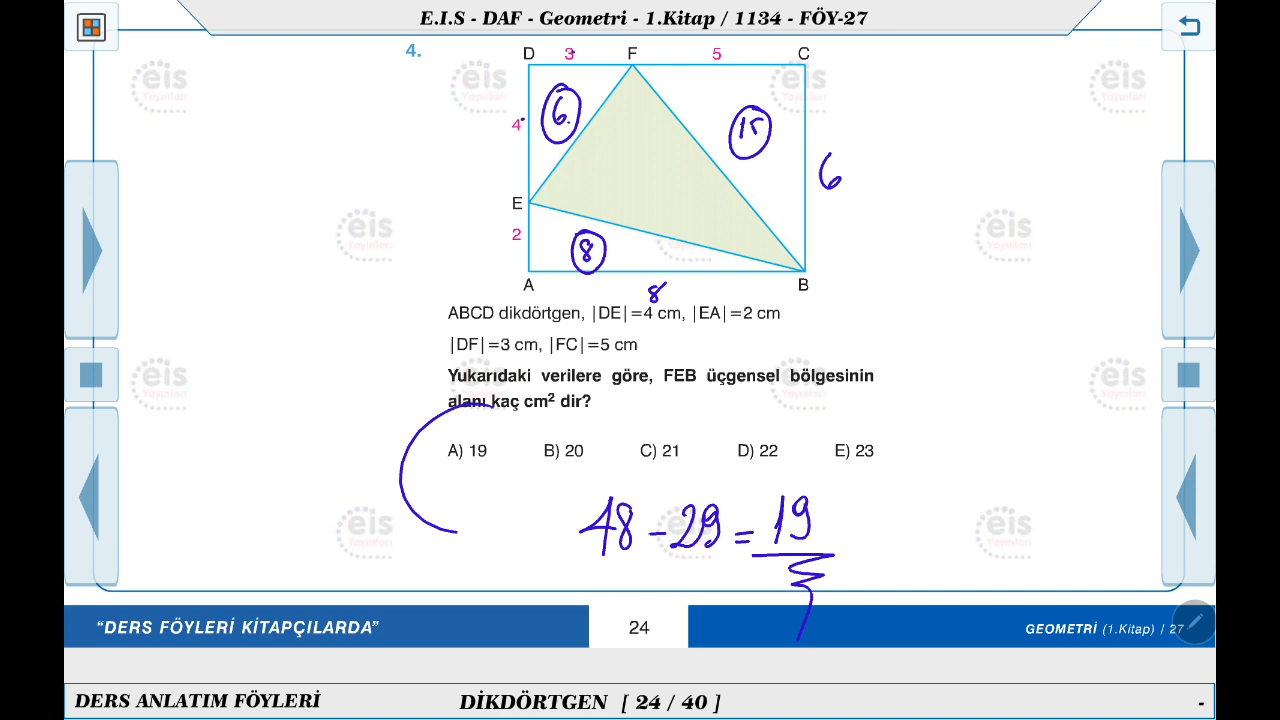 E.I.S - DAF - Geometri - 1.Kitap / 1134 - FÖY-27
4.
D 3 F 5 C
eis Yayınları
4 6 15
6
E
2 8
A B
8
ABCD dikdörtgen, |DE|=4 cm, |EA|=2 cm
|DF|=3 cm, |FC|=5 cm
Yukarıdaki verilere göre, FEB üçgensel bölgesinin
alanı kaç cm² dir?
A) 19 B) 20 C) 21 D) 22 E) 23
48 - 29 = 19
"DERS FÖYLERİ KİTAPÇILARDA" 24 GEOMETRİ (1.Kitap) / 27
DERS ANLATIM FÖYLERİ DİKDÖRTGEN [ 24 / 40 ] -